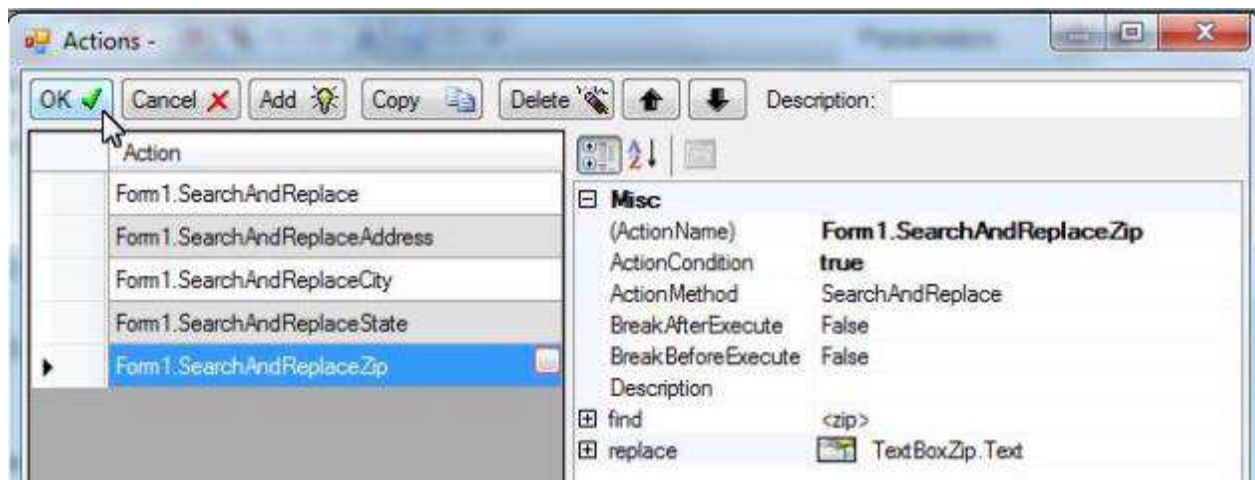 Actions -
OK Cancel Add Copy Delete Description:
Action
Form1.SearchAndReplace
Form1.SearchAndReplaceAddress
Form1.SearchAndReplaceCity
Form1.SearchAndReplaceState
Form1.SearchAndReplaceZip
Misc
(ActionName) Form1.SearchAndReplaceZip
ActionCondition true
ActionMethod SearchAndReplace
BreakAfterExecute False
BreakBeforeExecute False
Description
find <zip>
replace TextBoxZip.Text